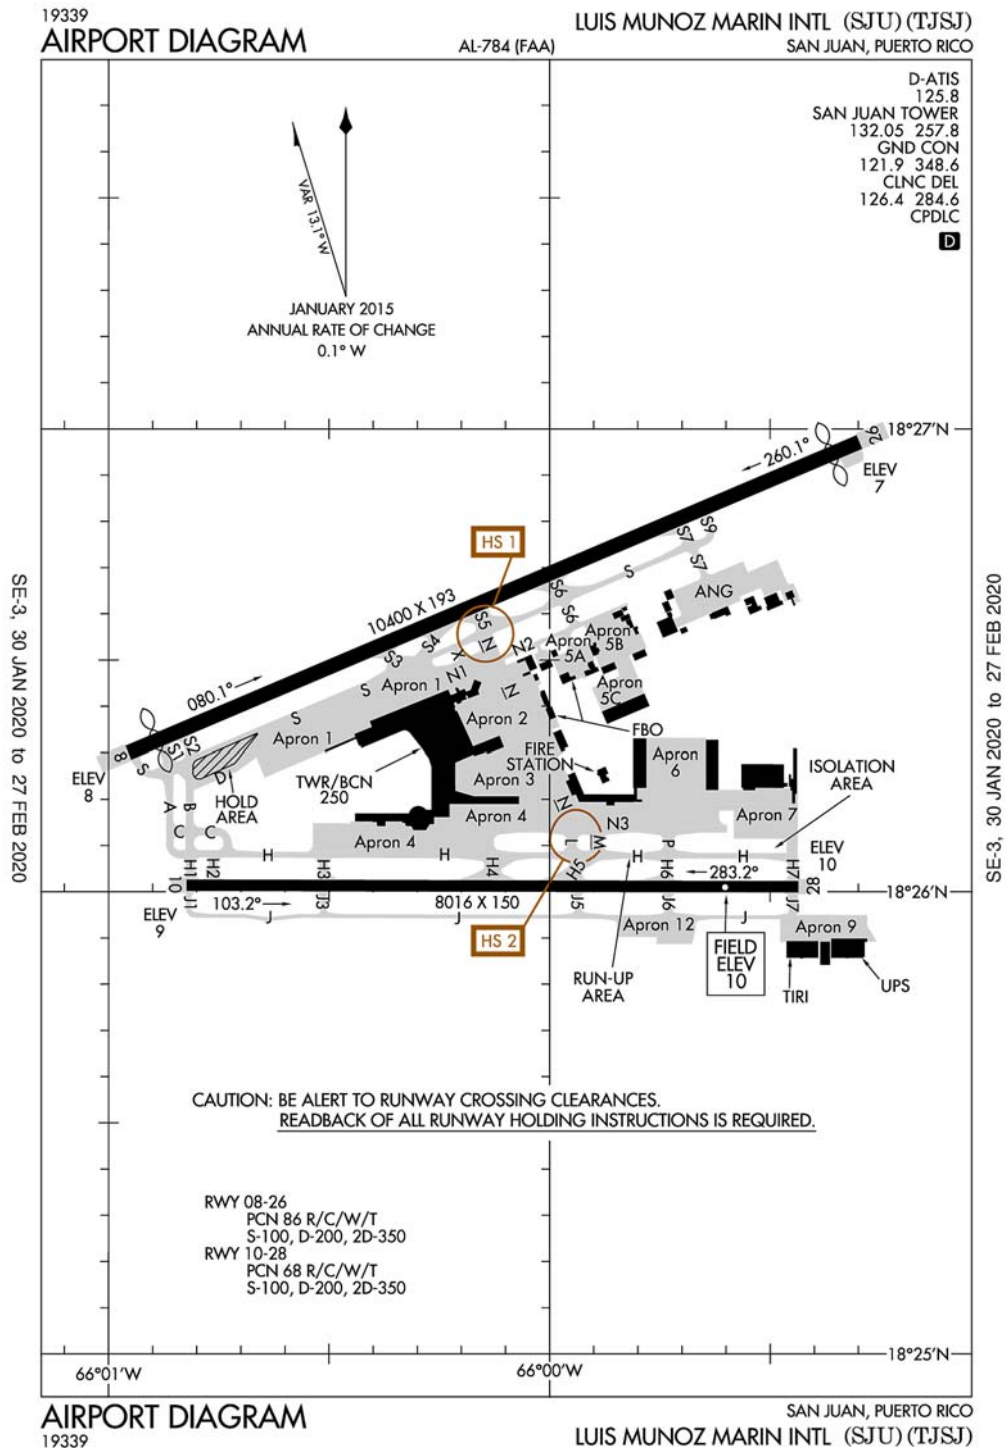 19339
AIRPORT DIAGRAM
AL-784 (FAA)
LUIS MUNOZ MARIN INTL (SJU) (TJSJ)
SAN JUAN, PUERTO RICO
D-ATIS
125.8
SAN JUAN TOWER
132.05 257.8
GND CON
121.9 348.6
CLNC DEL
126.4 284.6
CPDLC
D
VAR 13.1° W
JANUARY 2015
ANNUAL RATE OF CHANGE
0.1° W
18°27'N
26
260.1°
ELEV
7
HS 1
S9
S7
S7
S
ANG
10400 X 193
S6
S6
S5
S4
S3
X
N
N2
N1
N
Apron
5A
Apron
5B
Apron
5C
080.1°
S
S
Apron 1
Apron 1
Apron 2
FBO
8
ELEV
8
S
S1
S2
D
HOLD
AREA
TWR/BCN
250
FIRE
STATION
Apron 3
Apron
6
ISOLATION
AREA
A
B
C
C
Apron 4
Apron 4
N
N3
Apron 7
L
M
P
ELEV
10
H
H
H
H
H1
H2
H3
H4
H5
H6
H7
283.2°
10
28
18°26'N
103.2°
8016 X 150
ELEV
9
J1
J3
J5
J6
J7
J
J
J
Apron 12
Apron 9
HS 2
FIELD
ELEV
10
RUN-UP
AREA
TIRI
UPS
CAUTION: BE ALERT TO RUNWAY CROSSING CLEARANCES.
READBACK OF ALL RUNWAY HOLDING INSTRUCTIONS IS REQUIRED.
RWY 08-26
PCN 86 R/C/W/T
S-100, D-200, 2D-350
RWY 10-28
PCN 68 R/C/W/T
S-100, D-200, 2D-350
18°25'N
66°01'W
66°00'W
SE-3, 30 JAN 2020 to 27 FEB 2020
SE-3, 30 JAN 2020 to 27 FEB 2020
AIRPORT DIAGRAM
19339
SAN JUAN, PUERTO RICO
LUIS MUNOZ MARIN INTL (SJU) (TJSJ)